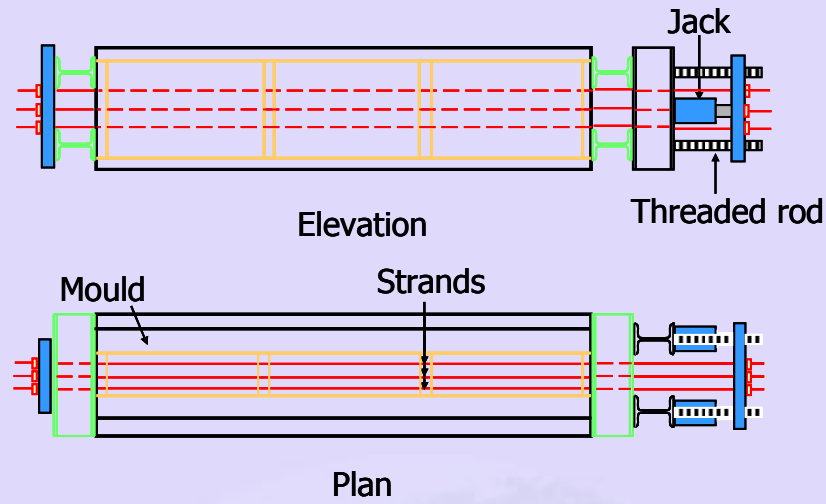 Jack
Threaded rod
Elevation
Strands
Mould
Plan